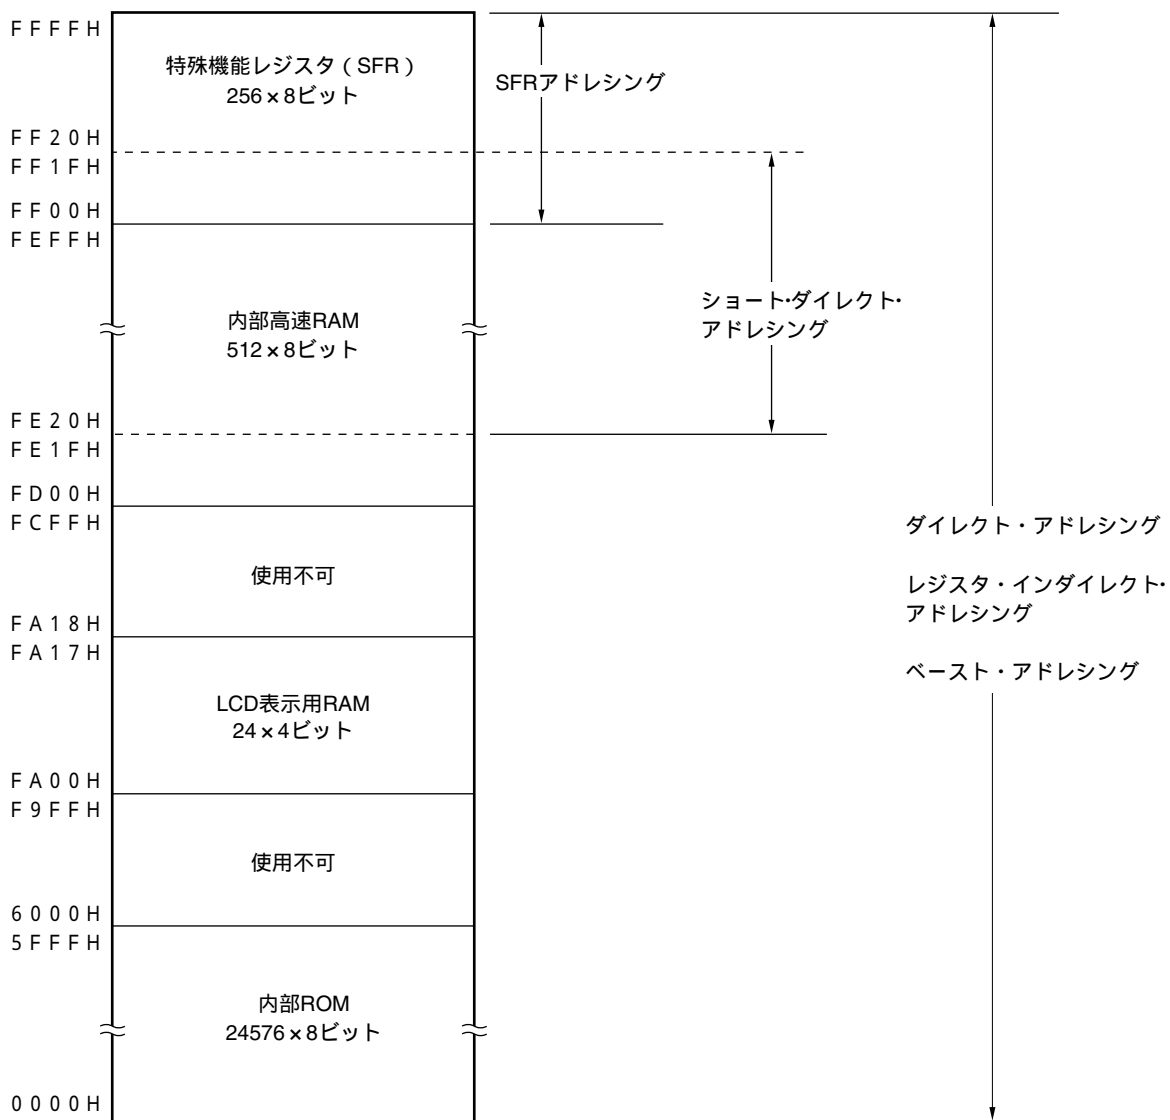 FFFFH
特殊機能レジスタ（SFR）
256×8ビット
SFRアドレシング
FF20H
FF1FH
FF00H
FEFFH
ショート・ダイレクト・
アドレシング
内部高速RAM
512×8ビット
FE20H
FE1FH
FD00H
FCFFH
ダイレクト・アドレシング
使用不可
レジスタ・インダイレクト・
アドレシング
FA18H
FA17H
ベースト・アドレシング
LCD表示用RAM
24×4ビット
FA00H
F9FFH
使用不可
6000H
5FFFH
内部ROM
24576×8ビット
0000H